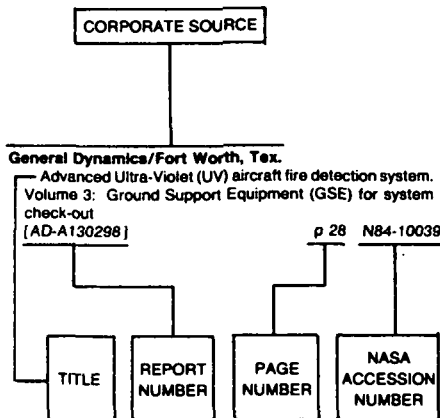 CORPORATE SOURCE
General Dynamics/Fort Worth, Tex.
Advanced Ultra-Violet (UV) aircraft fire detection system.
Volume 3: Ground Support Equipment (GSE) for system
check-out
[AD-A130298] p 28 N84-10039
TITLE
REPORT
NUMBER
PAGE
NUMBER
NASA
ACCESSION
NUMBER